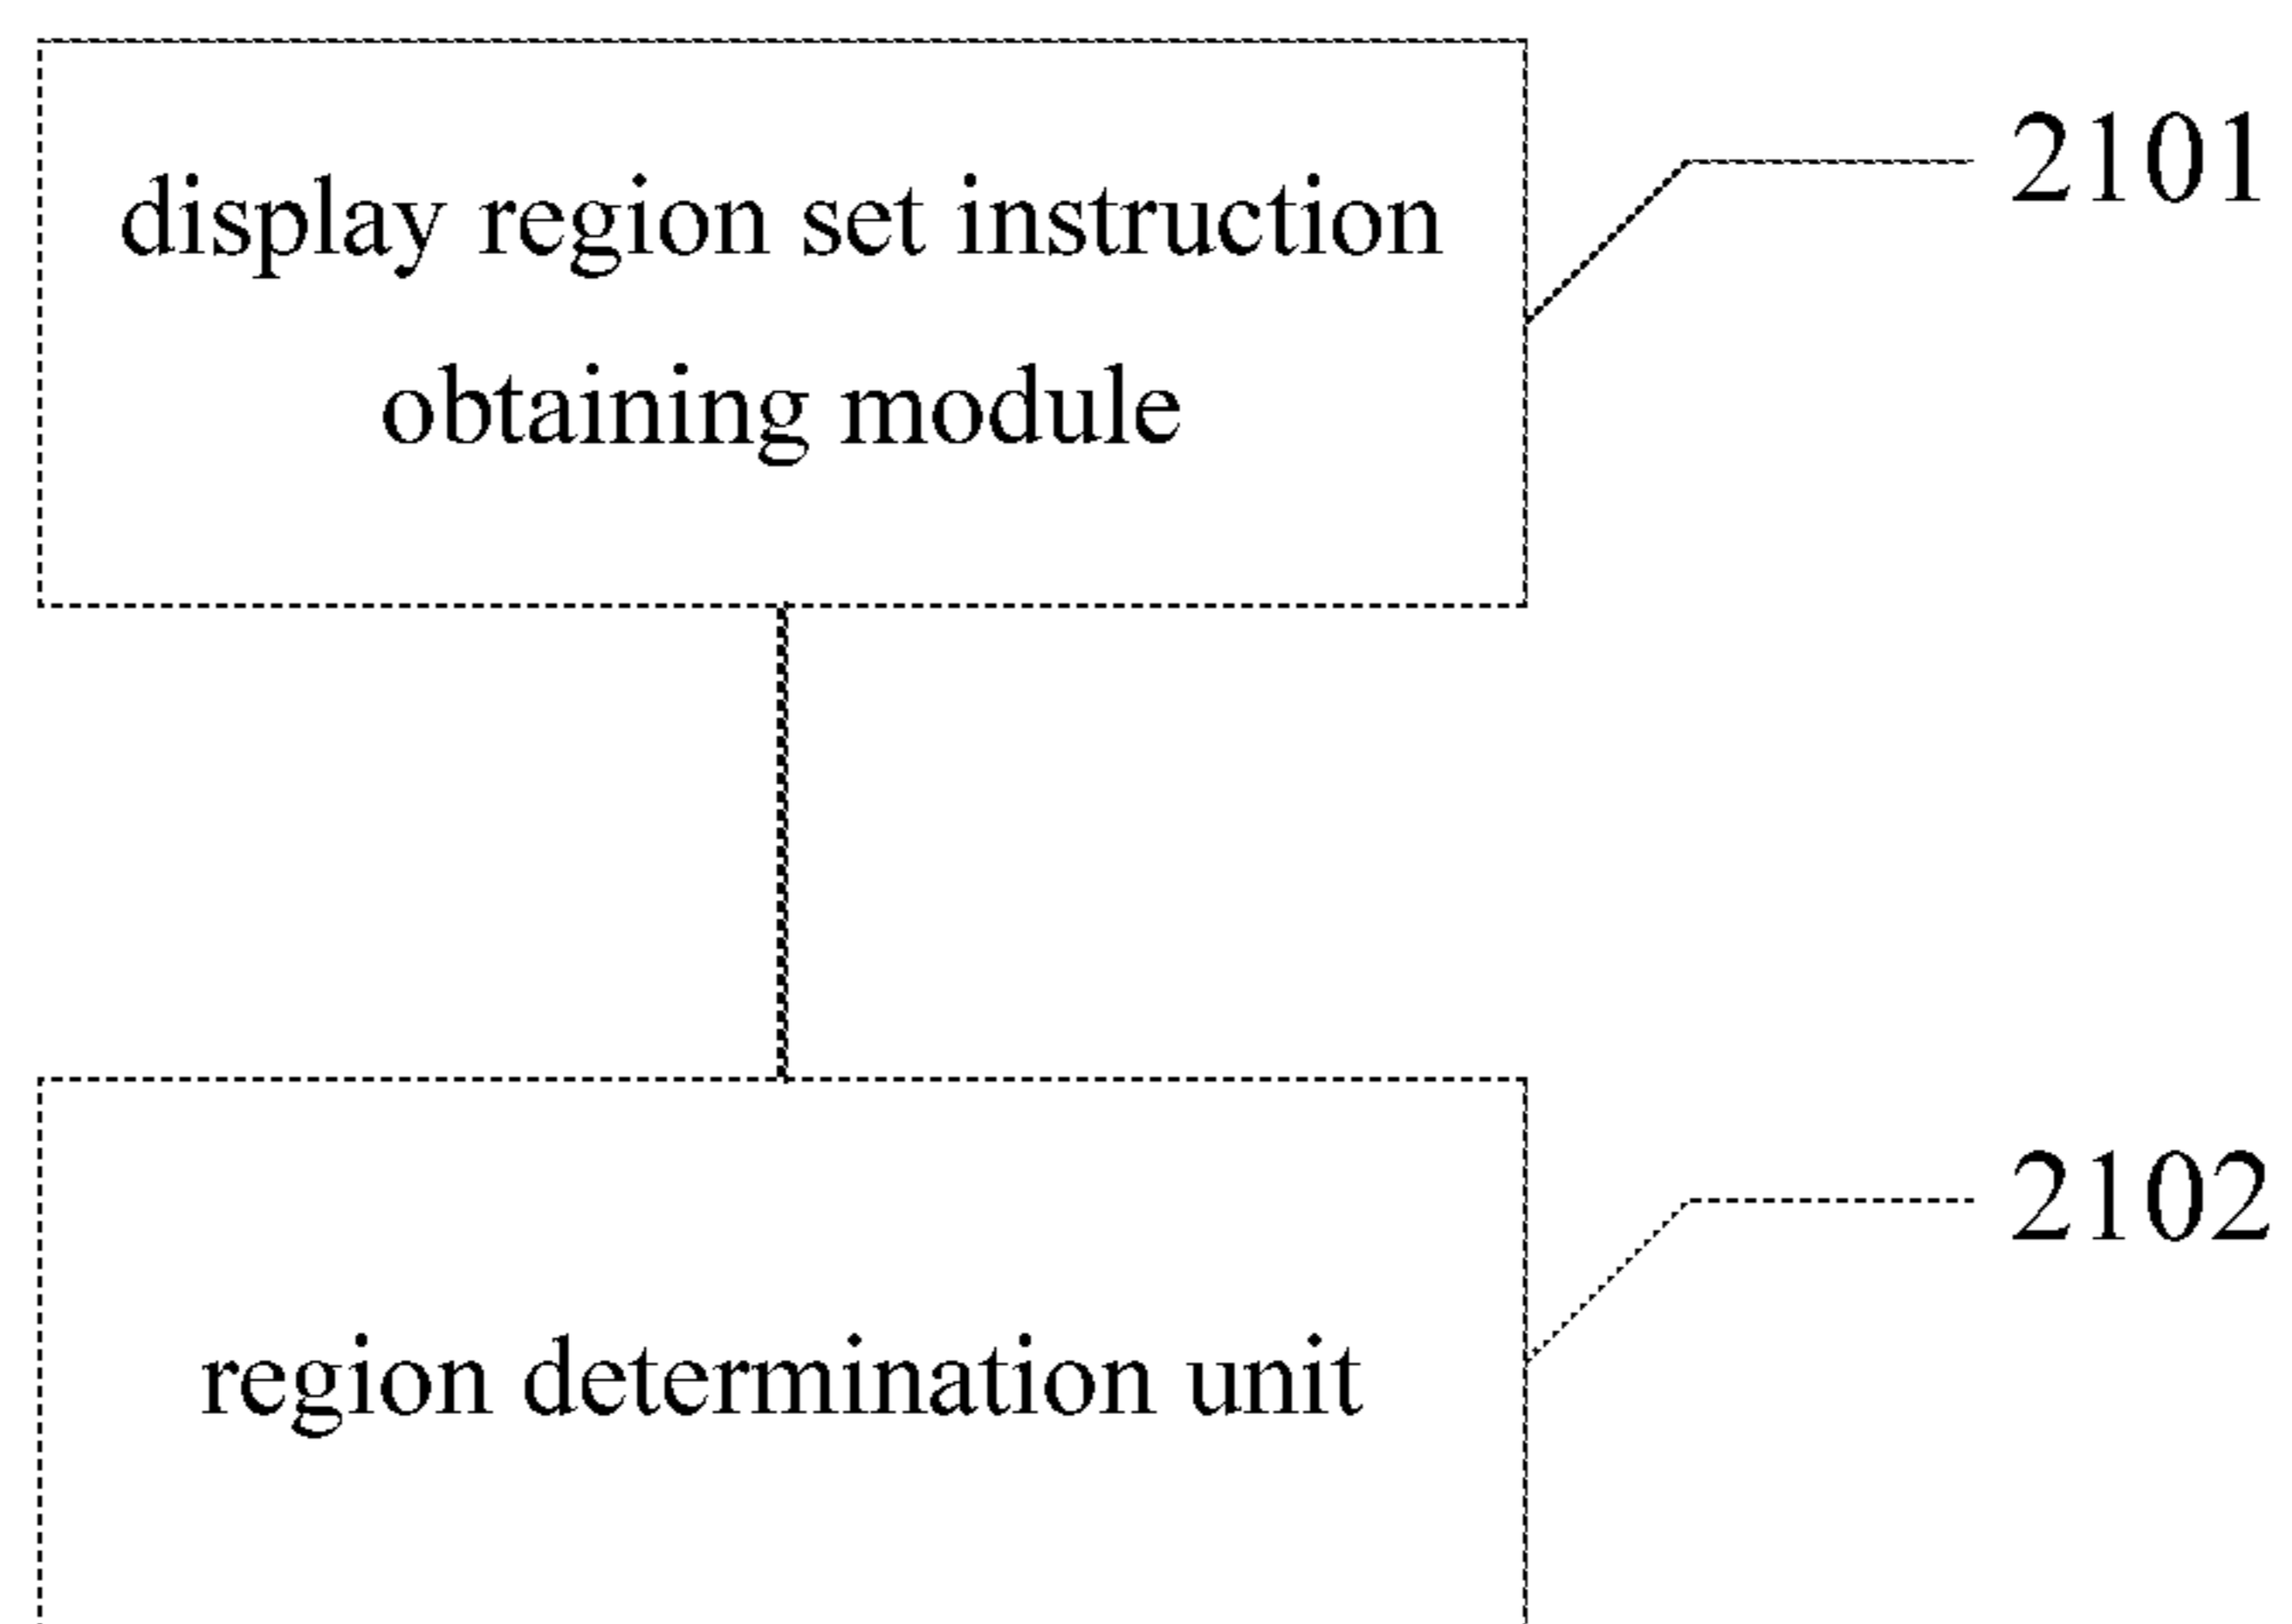 2101
display region set instruction
obtaining module
2102
region determination unit